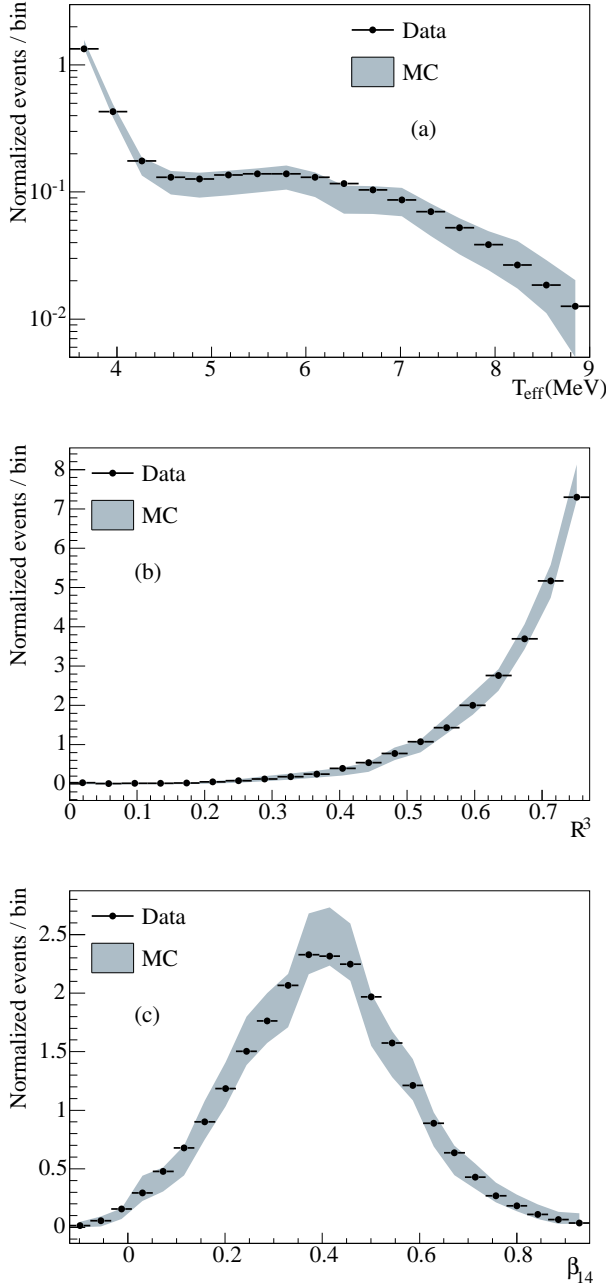 Normalized events / bin
1
10^-1
10^-2
Data
MC
(a)
4 5 6 7 8 9
T_eff(MeV)
Normalized events / bin
8
7
6
5
4
3
2
1
0
Data
MC
(b)
0 0.1 0.2 0.3 0.4 0.5 0.6 0.7
R^3
Normalized events / bin
2.5
2
1.5
1
0.5
0
Data
MC
(c)
0 0.2 0.4 0.6 0.8
β_14